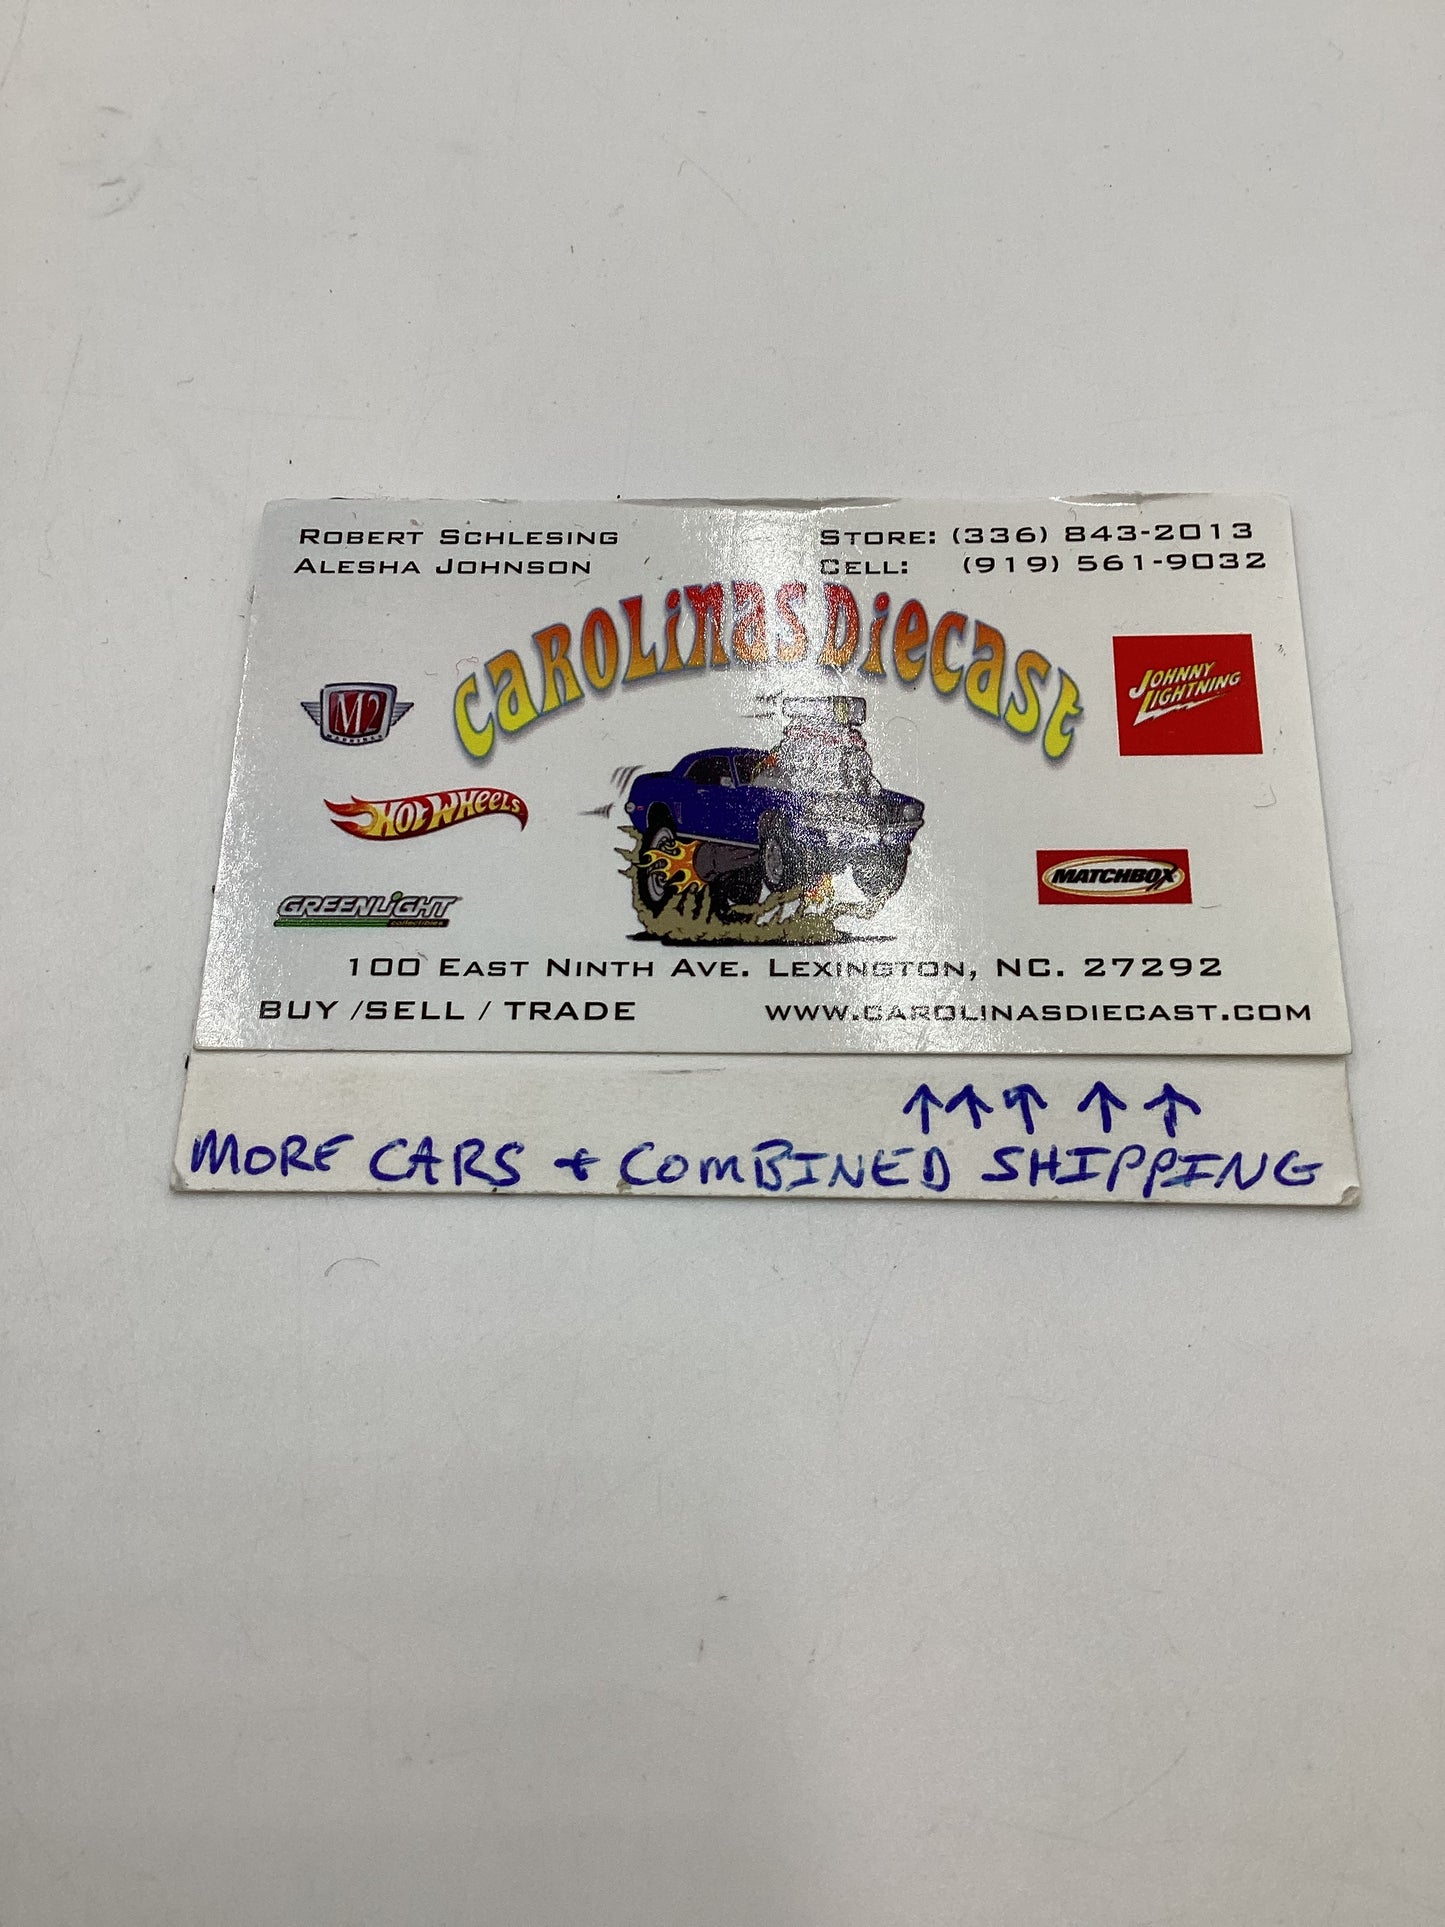 ROBERT SCHLESING
ALESHA JOHNSON
STORE: (336) 843-2013
CELL: (919) 561-9032
CAROLINAS DIECAST
M2
MACHINES
JOHNNY
LIGHTNING
HOT WHEELS
MATCHBOX
GREENLIGHT
collectibles
100 EAST NINTH AVE. LEXINGTON, NC. 27292
BUY /SELL / TRADE
WWW.CAROLINASDIECAST.COM
↑↑↑ ↑ ↑
MORE CARS + COMBINED SHIPPING